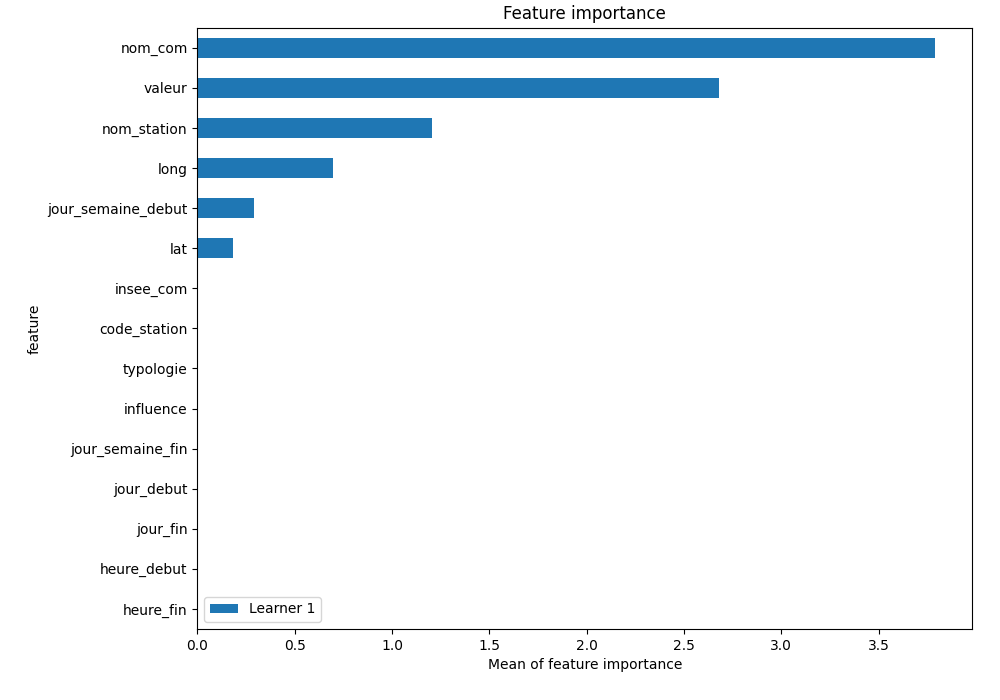 Feature importance
nom_com
valeur
nom_station
long
jour_semaine_debut
lat
insee_com
code_station
typologie
influence
jour_semaine_fin
jour_debut
jour_fin
heure_debut
heure_fin
feature
Learner 1
0.0 0.5 1.0 1.5 2.0 2.5 3.0 3.5
Mean of feature importance